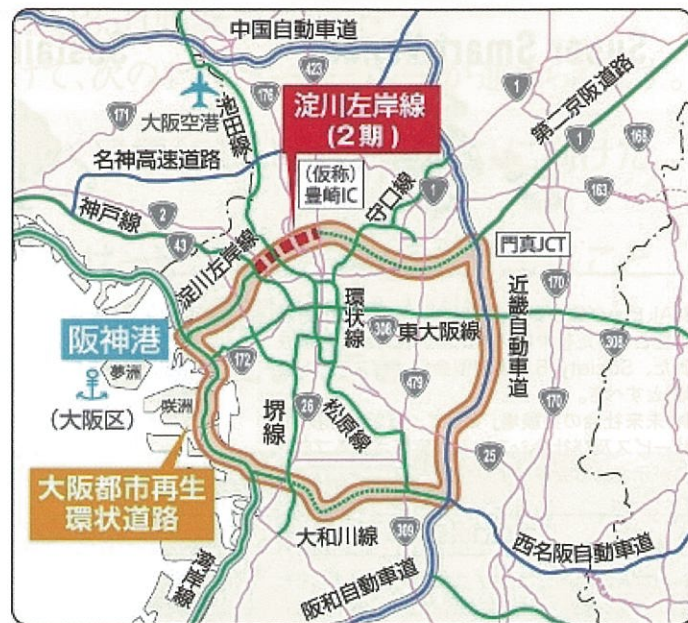 中国自動車道
423
176
171
大阪空港
池田線
淀川左岸線
(2期)
1
第二京阪道路
1
168
163
名神高速道路
(仮称)
豊崎IC
守口線
1
神戸線
2
43
門真JCT
淀川左岸線
環状線
170
近畿自動車道
阪神港
308
東大阪線
308
夢洲
172
479
170
(大阪区)
咲洲
堺線
26
松原線
25
大阪都市再生
環状道路
大和川線
309
西名阪自動車道
湾岸線
阪和自動車道